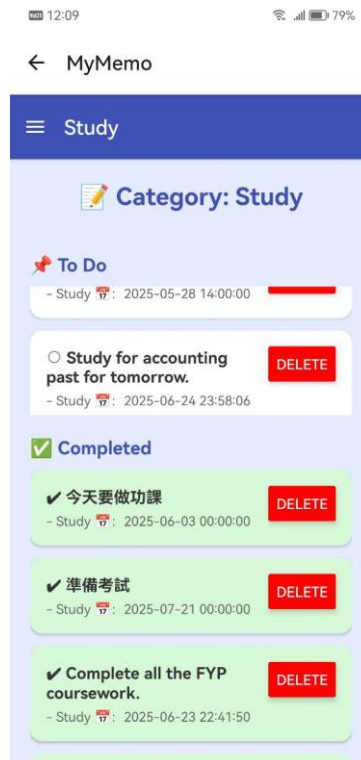 12:09
79%
MyMemo
Study
📝 Category: Study
📌 To Do
- Study 📅: 2025-05-28 14:00:00
○ Study for accounting
past for tomorrow.
DELETE
- Study 📅: 2025-06-24 23:58:06
✅ Completed
✔ 今天要做功課
DELETE
- Study 📅: 2025-06-03 00:00:00
✔ 準備考試
DELETE
- Study 📅: 2025-07-21 00:00:00
✔ Complete all the FYP
coursework.
DELETE
- Study 📅: 2025-06-23 22:41:50